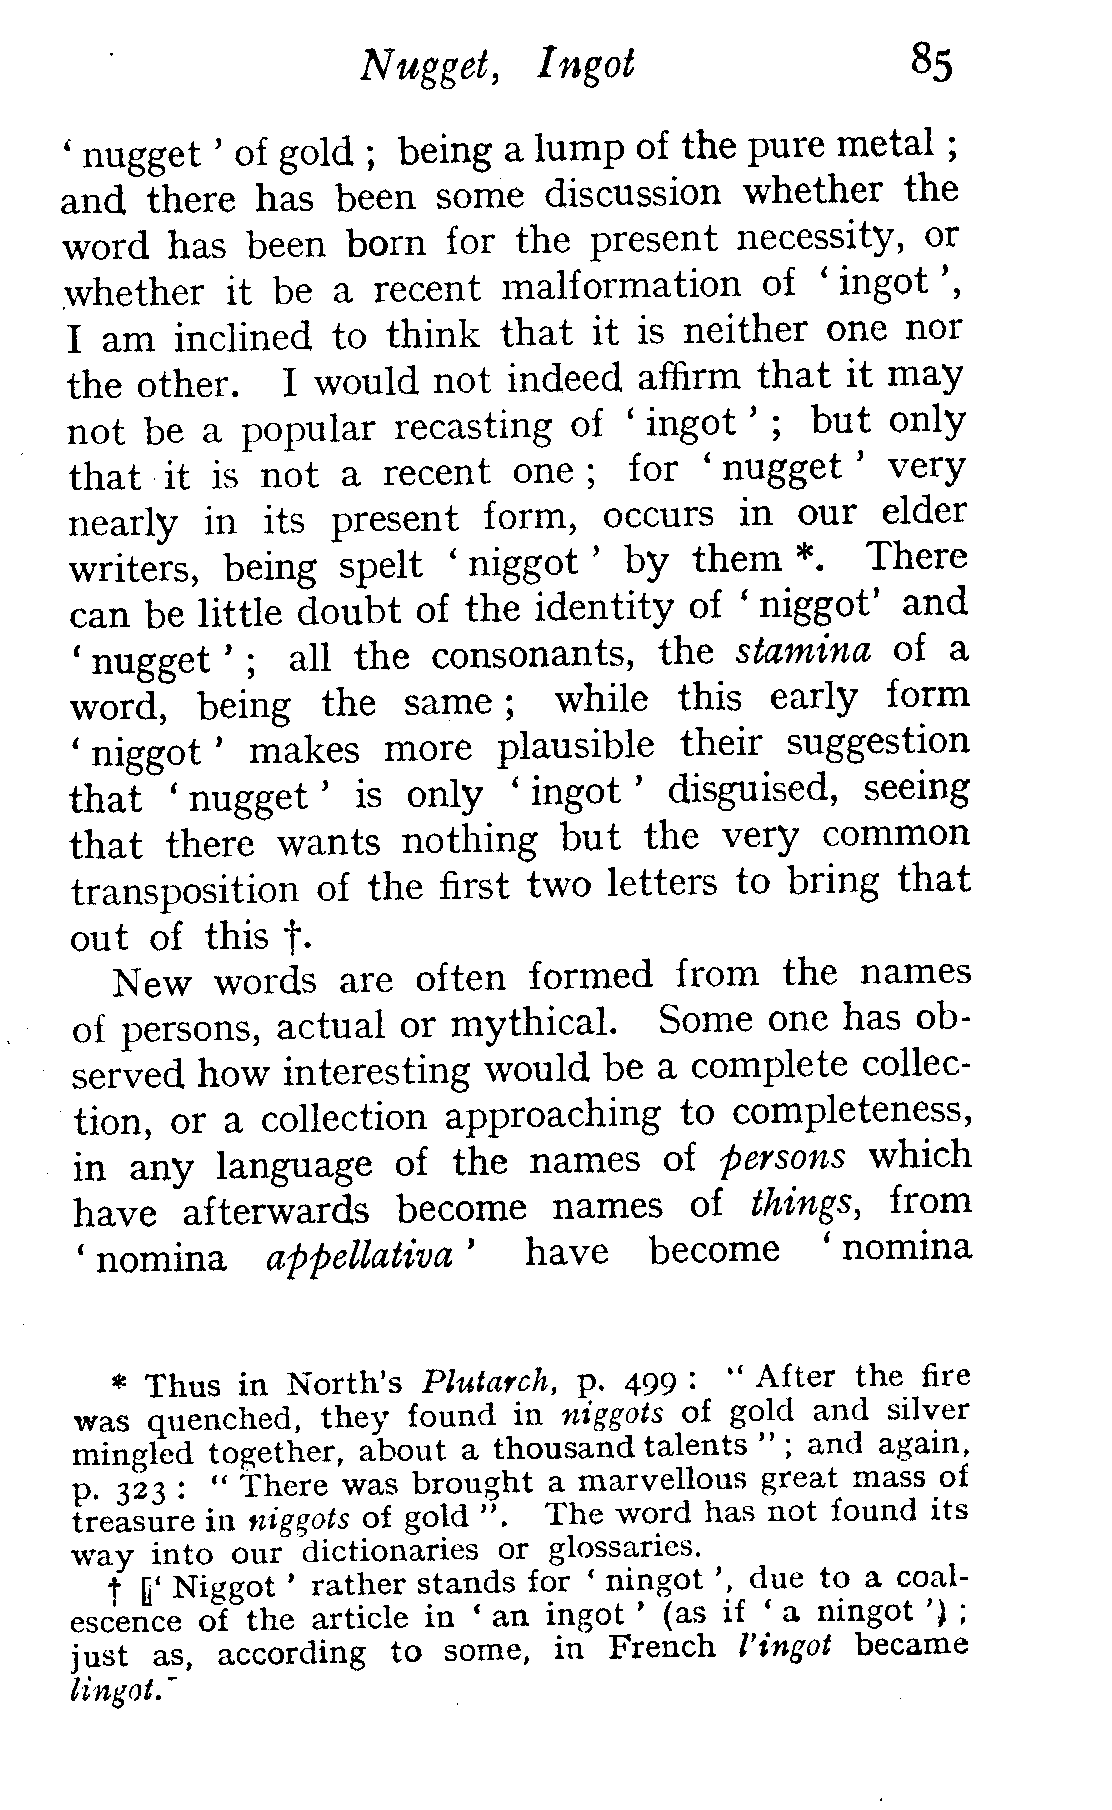 Nugget, Ingot 85
‘ nugget ’ of gold ; being a lump of the pure metal ;
and there has been some discussion whether the
word has been born for the present necessity, or
whether it be a recent malformation of ‘ ingot ’,
I am inclined to think that it is neither one nor
the other. I would not indeed affirm that it may
not be a popular recasting of ‘ ingot ’ ; but only
that it is not a recent one ; for ‘ nugget ’ very
nearly in its present form, occurs in our elder
writers, being spelt ‘ niggot ’ by them *. There
can be little doubt of the identity of ‘ niggot’ and
‘ nugget ’ ; all the consonants, the stamina of a
word, being the same ; while this early form
‘ niggot ’ makes more plausible their suggestion
that ‘ nugget ’ is only ‘ ingot ’ disguised, seeing
that there wants nothing but the very common
transposition of the first two letters to bring that
out of this †.
New words are often formed from the names
of persons, actual or mythical. Some one has ob-
served how interesting would be a complete collec-
tion, or a collection approaching to completeness,
in any language of the names of persons which
have afterwards become names of things, from
‘ nomina appellativa ’ have become ‘ nomina
* Thus in North's Plutarch, p. 499 : “ After the fire
was quenched, they found in niggots of gold and silver
mingled together, about a thousand talents ” ; and again,
p. 323 : “ There was brought a marvellous great mass of
treasure in niggots of gold ”. The word has not found its
way into our dictionaries or glossaries.
† [‘ Niggot ’ rather stands for ‘ ningot ’, due to a coal-
escence of the article in ‘ an ingot ’ (as if ‘ a ningot ’) ;
just as, according to some, in French l'ingot became
lingot.